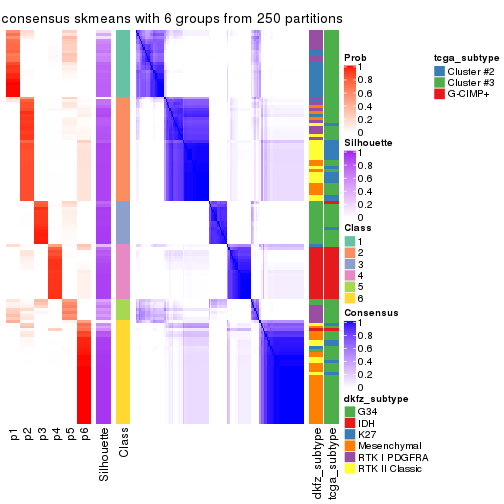 consensus skmeans with 6 groups from 250 partitions
Prob
1
0.8
0.6
0.4
0.2
0
Silhouette
1
0.8
0.6
0.4
0.2
0
Class
1
2
3
4
5
6
Consensus
1
0.8
0.6
0.4
0.2
0
dkfz_subtype
G34
IDH
K27
Mesenchymal
RTK I PDGFRA
RTK II Classic
tcga_subtype
Cluster #2
Cluster #3
G-CIMP+
p1
p2
p3
p4
p5
p6
Silhouette
Class
dkfz_subtype
tcga_subtype